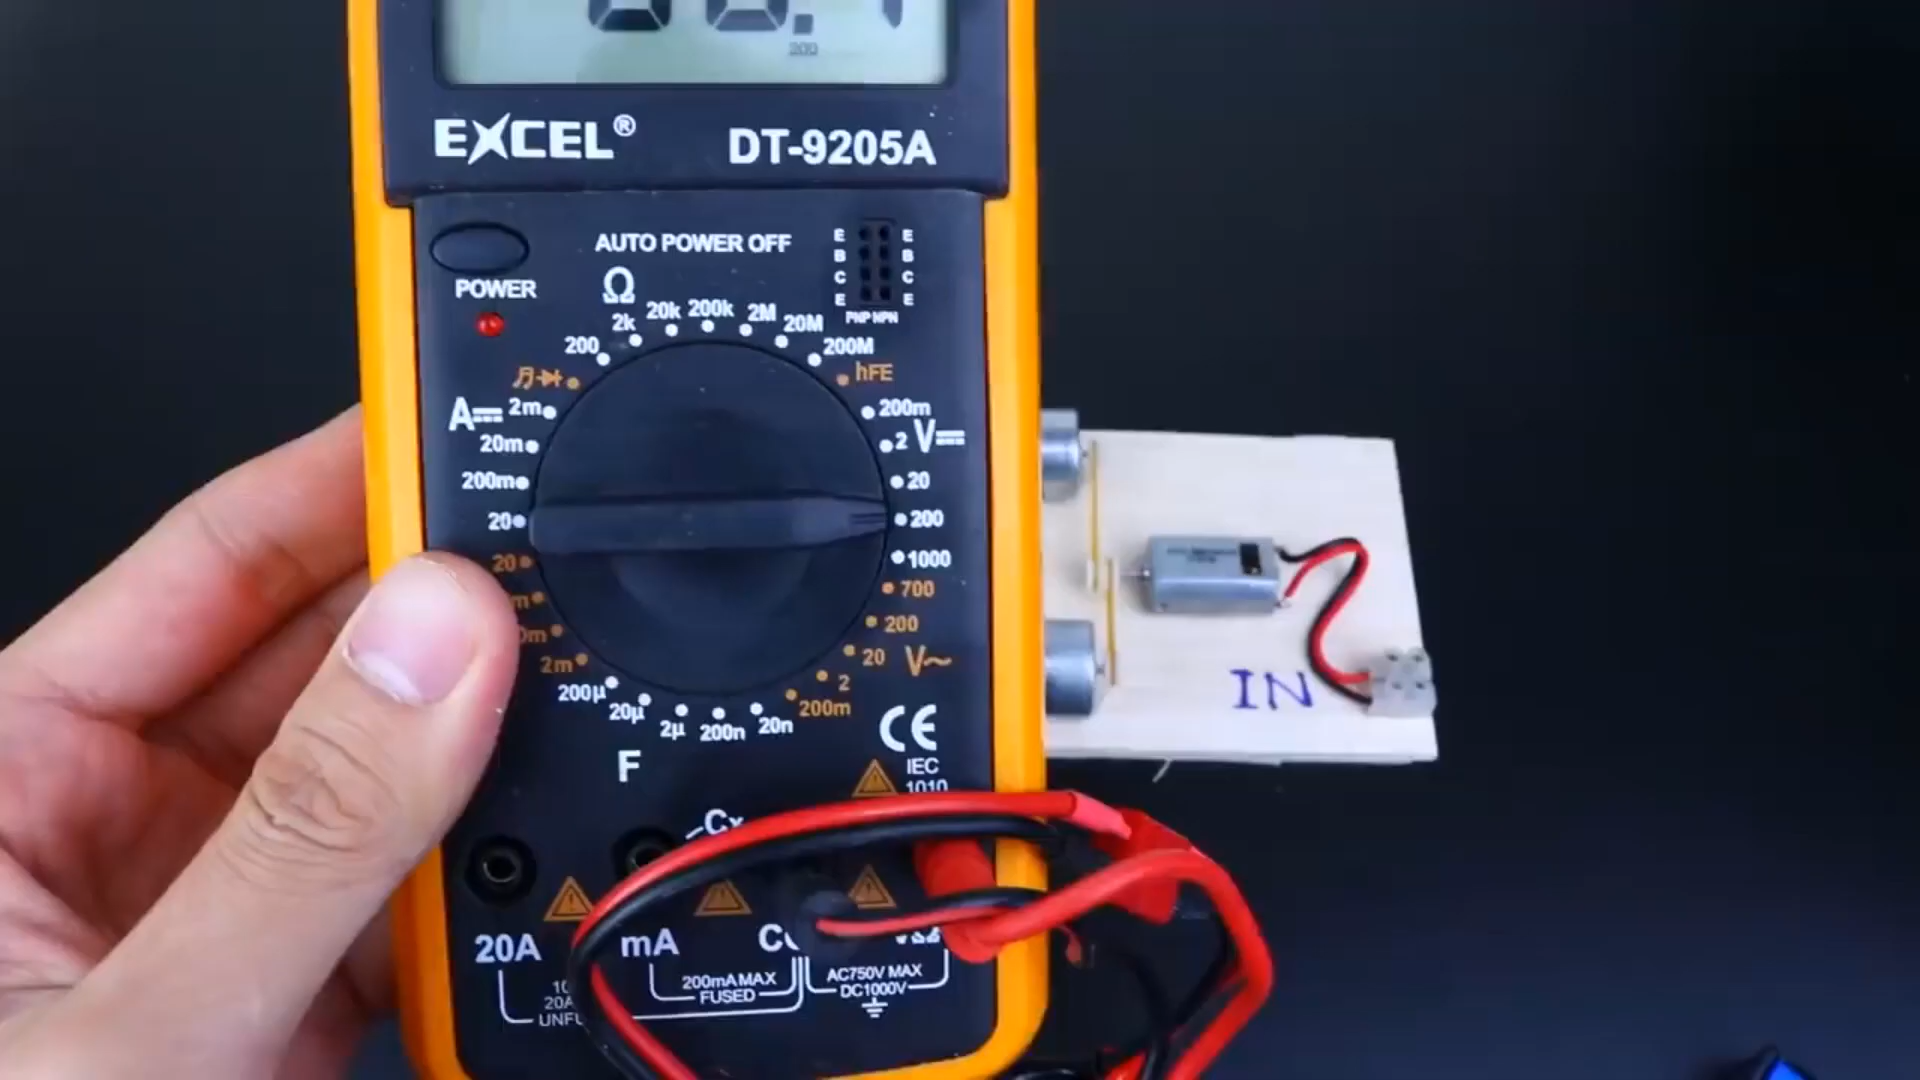 200
EXCEL®
DT-9205A
AUTO POWER OFF
POWER
E E
B B
C C
E E
PNP NPN
Ω
200
2k
20k
200k
2M
20M
200M
hFE
A
2m
20m
200m
20
20
2m
200m
2
V
20
200
1000
700
200
20
2
200m
V~
200µ
20µ
2µ
200n
20n
F
CE
IEC
1010
Cx
20A
mA
200mA MAX
FUSED
AC750V MAX
DC1000V
IN